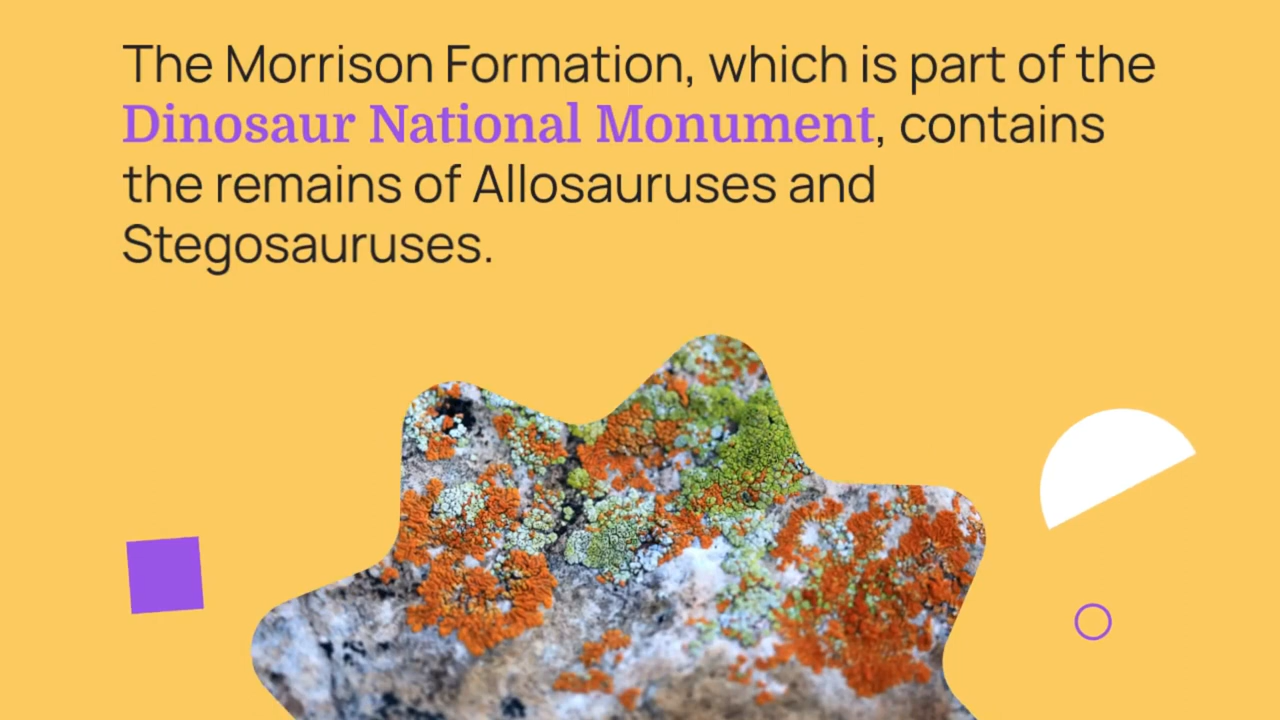 The Morrison Formation, which is part of the
Dinosaur National Monument, contains
the remains of Allosauruses and
Stegosauruses.